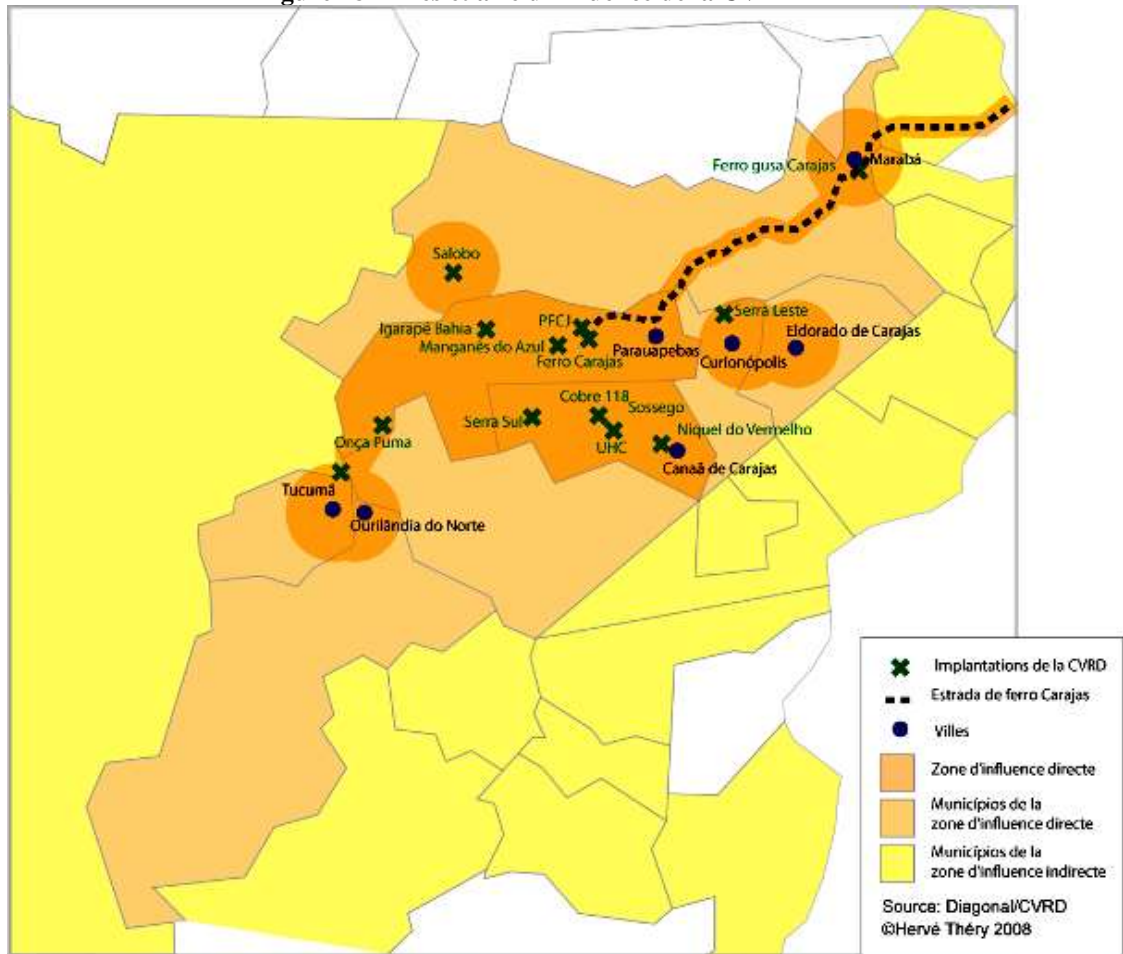 Ferro gusa Carajas
Marabá
Salobo
Igarapé Bahia
PFCJ
Serra Leste
Manganês do Azul
Parauapebas
Eldorado de Carajas
Ferro Carajas
Curionópolis
Cobre 118
Sossego
Serra Sul
Niquel do Vermelho
Onça Puma
UHC
Canaã de Carajas
Tucumã
Ourilândia do Norte
Implantations de la CVRD
Estrada de ferro Carajas
Villes
Zone d'influence directe
Municípios de la
zone d'influence directe
Municípios de la
zone d'influence indirecte
Source: Diagonal/CVRD
©Hervé Théry 2008